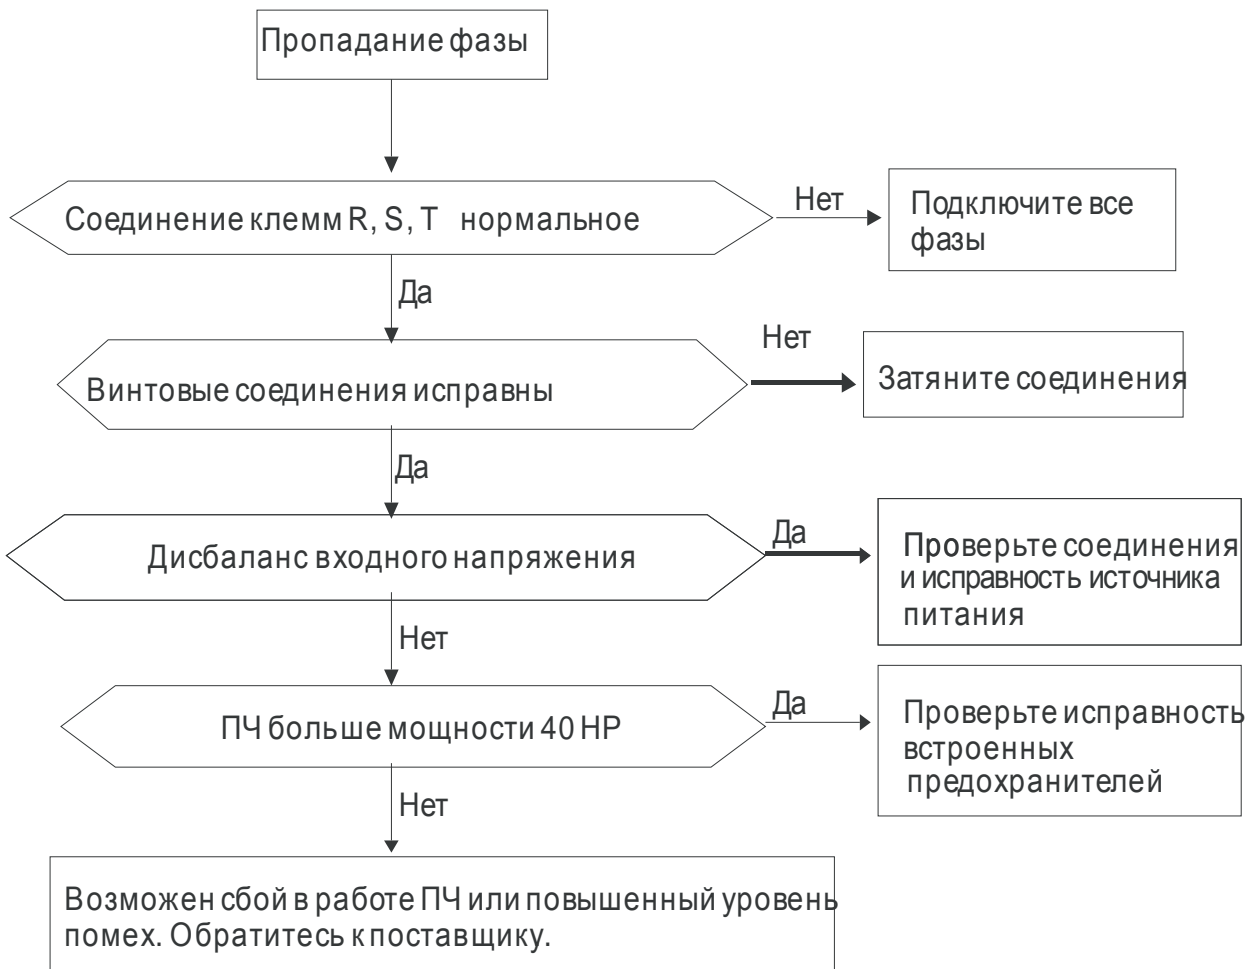 Пропадание фазы
Соединение клемм R, S, T нормальное
Нет
Подключите все
фазы
Да
Винтовые соединения исправны
Нет
Затяните соединения
Да
Дисбаланс входного напряжения
Да
Проверьте соединения
и исправность источника
питания
Нет
ПЧ больше мощности 40 HP
Да
Проверьте исправность
встроенных
предохранителей
Нет
Возможен сбой в работе ПЧ или повышенный уровень
помех. Обратитесь к поставщику.